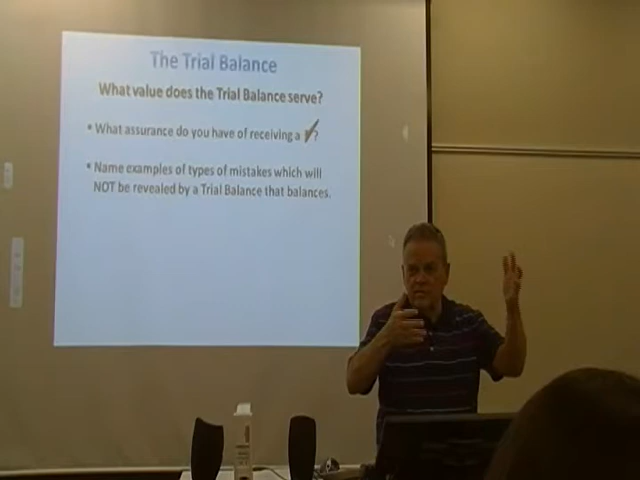 The Trial Balance
What value does the Trial Balance serve?
• What assurance do you have of receiving a ✓?
• Name examples of types of mistakes which will
NOT be revealed by a Trial Balance that balances.